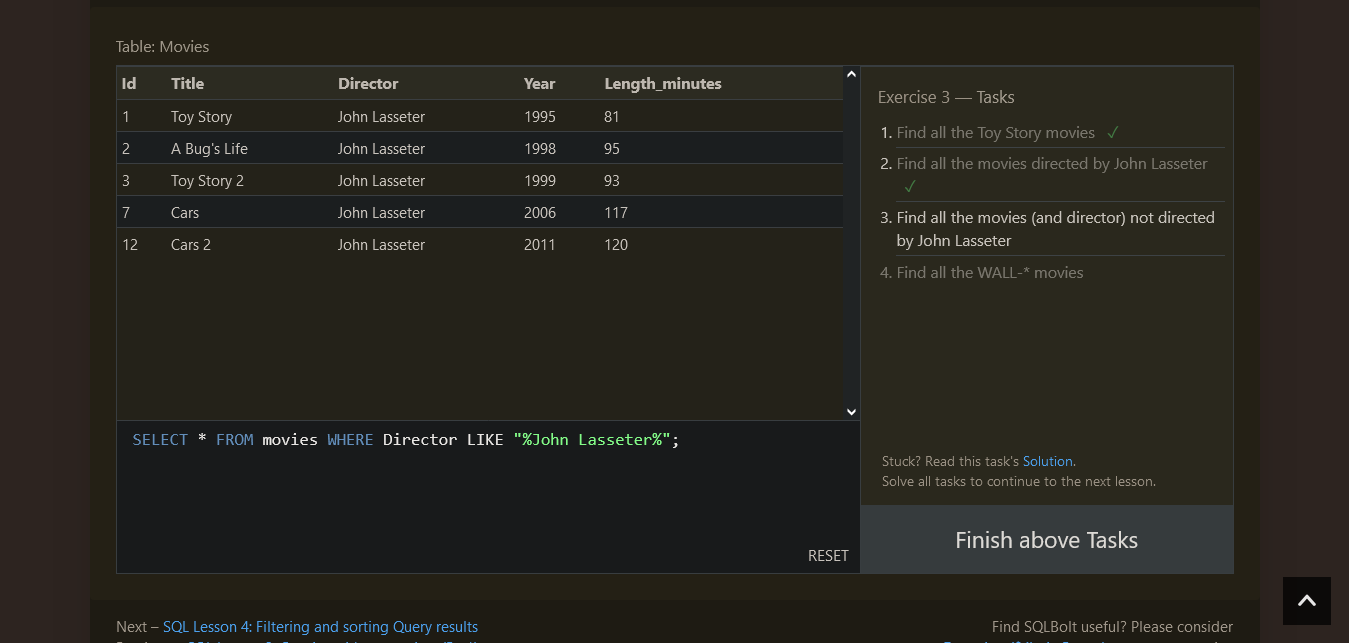 Table: Movies
Id Title Director Year Length_minutes
1 Toy Story John Lasseter 1995 81
2 A Bug's Life John Lasseter 1998 95
3 Toy Story 2 John Lasseter 1999 93
7 Cars John Lasseter 2006 117
12 Cars 2 John Lasseter 2011 120
SELECT * FROM movies WHERE Director LIKE "%John Lasseter%";
RESET
Exercise 3 — Tasks
1. Find all the Toy Story movies ✓
2. Find all the movies directed by John Lasseter
✓
3. Find all the movies (and director) not directed
by John Lasseter
4. Find all the WALL-* movies
Stuck? Read this task's Solution.
Solve all tasks to continue to the next lesson.
Finish above Tasks
Next – SQL Lesson 4: Filtering and sorting Query results
Find SQLBolt useful? Please consider